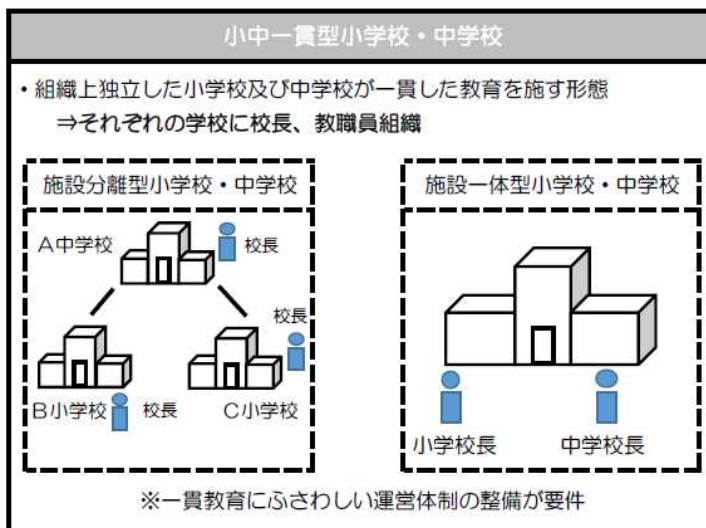 小中一貫型小学校・中学校
・組織上独立した小学校及び中学校が一貫した教育を施す形態
⇒それぞれの学校に校長、教職員組織
施設分離型小学校・中学校
A中学校
校長
校長
B小学校
校長
C小学校
施設一体型小学校・中学校
小学校長
中学校長
※一貫教育にふさわしい運営体制の整備が要件